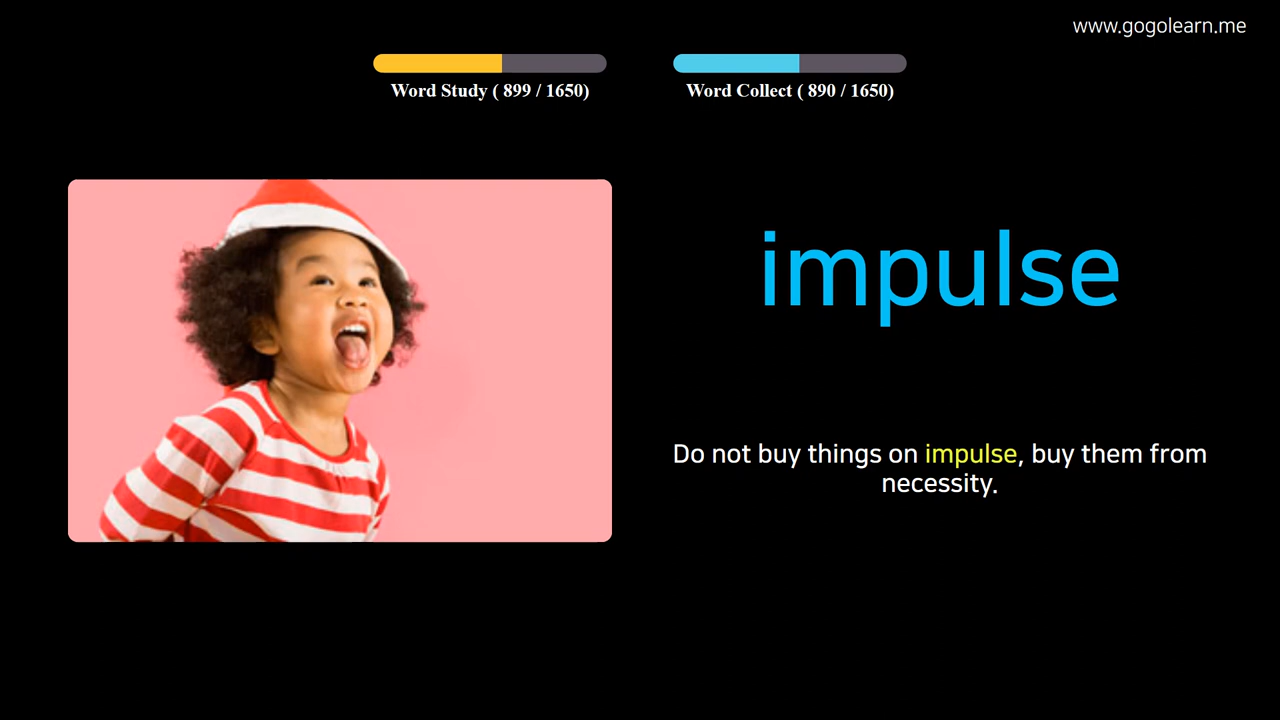 www.gogolearn.me
Word Study ( 899 / 1650)
Word Collect ( 890 / 1650)
impulse
Do not buy things on impulse, buy them from
necessity.